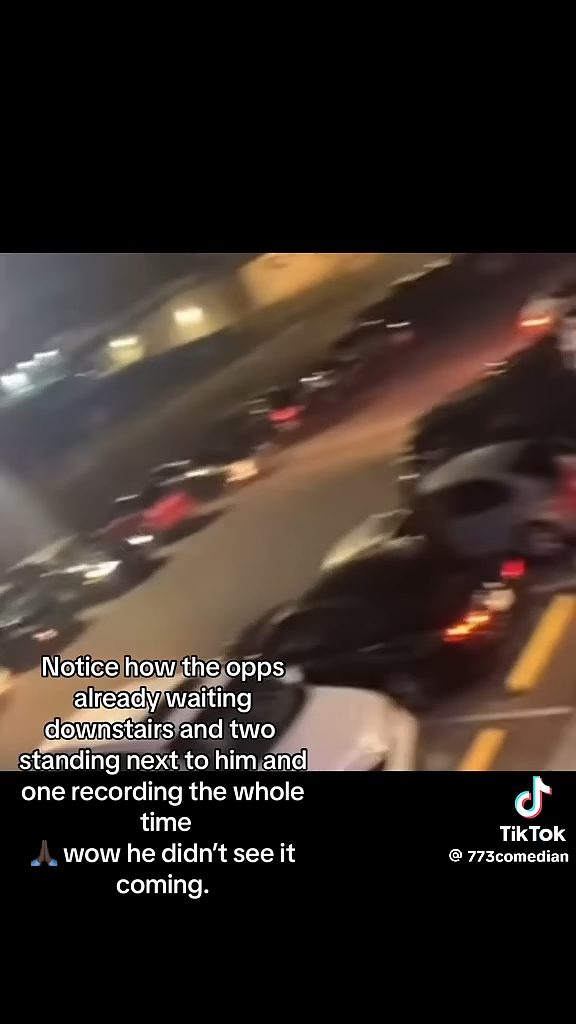 Notice how the opps
already waiting
downstairs and two
standing next to him and
one recording the whole
time
🙏🏿 wow he didn’t see it
coming.
TikTok
@ 773comedian